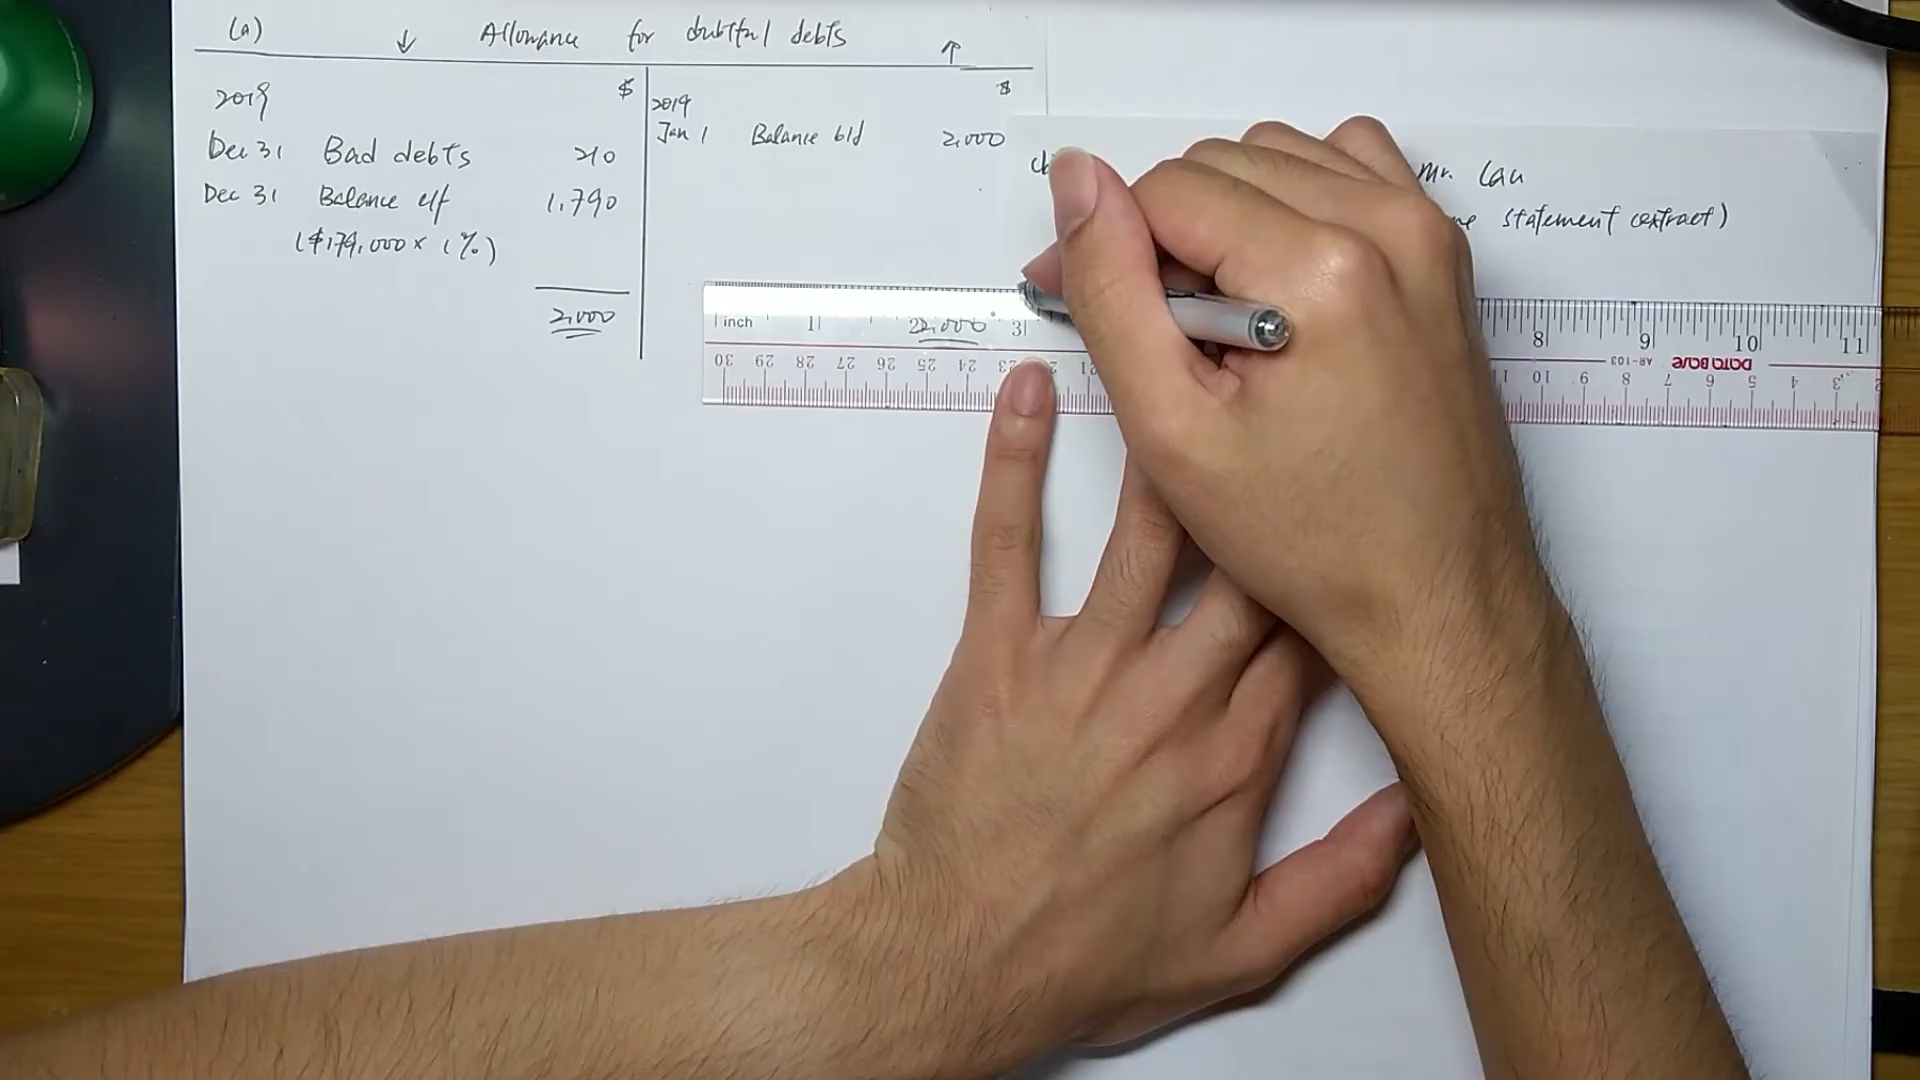 (a)
↓ Allowance for doubtful debts ↑
2019 $
Dec 31 Bad debts 210
Dec 31 Balance c/f 1,790
($179,000 × 1%)
2,000
2019 $
Jan 1 Balance b/d 2,000
2,000
(b)
Mr. Lau
statement extract)
inch 1 2 3 8 9 10 11
30 29 28 27 26 25 24 23
DATABASE AR-103
11 10 9 8 7 6 5 4 3